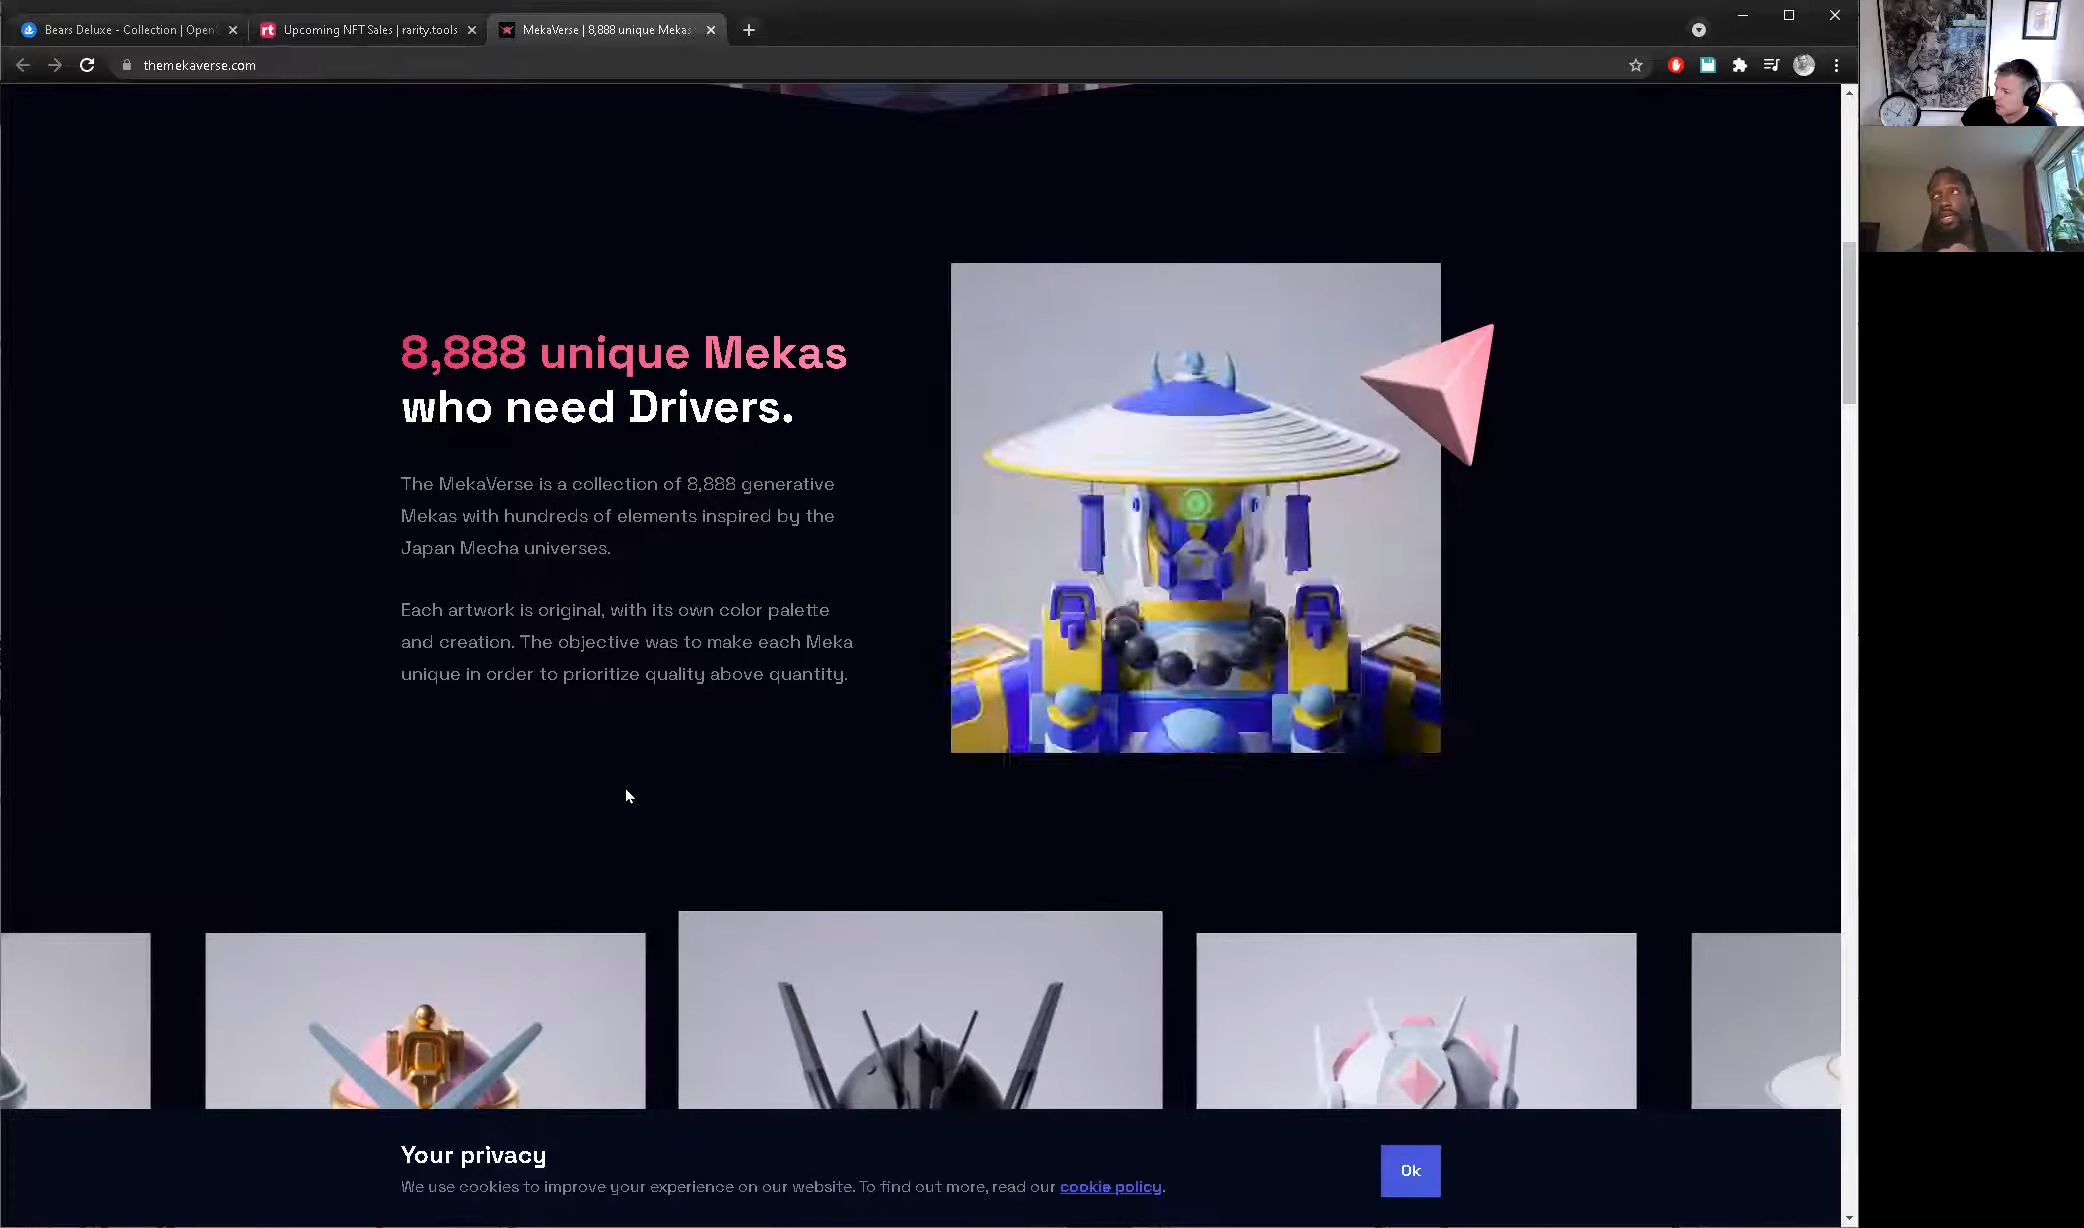 Bears Deluxe - Collection | Open
Upcoming NFT Sales | rarity.tools
MekaVerse | 8,888 unique Mekas
themekaverse.com
8,888 unique Mekas
who need Drivers.
The MekaVerse is a collection of 8,888 generative
Mekas with hundreds of elements inspired by the
Japan Mecha universes.
Each artwork is original, with its own color palette
and creation. The objective was to make each Meka
unique in order to prioritize quality above quantity.
Your privacy
We use cookies to improve your experience on our website. To find out more, read our cookie policy.
Ok